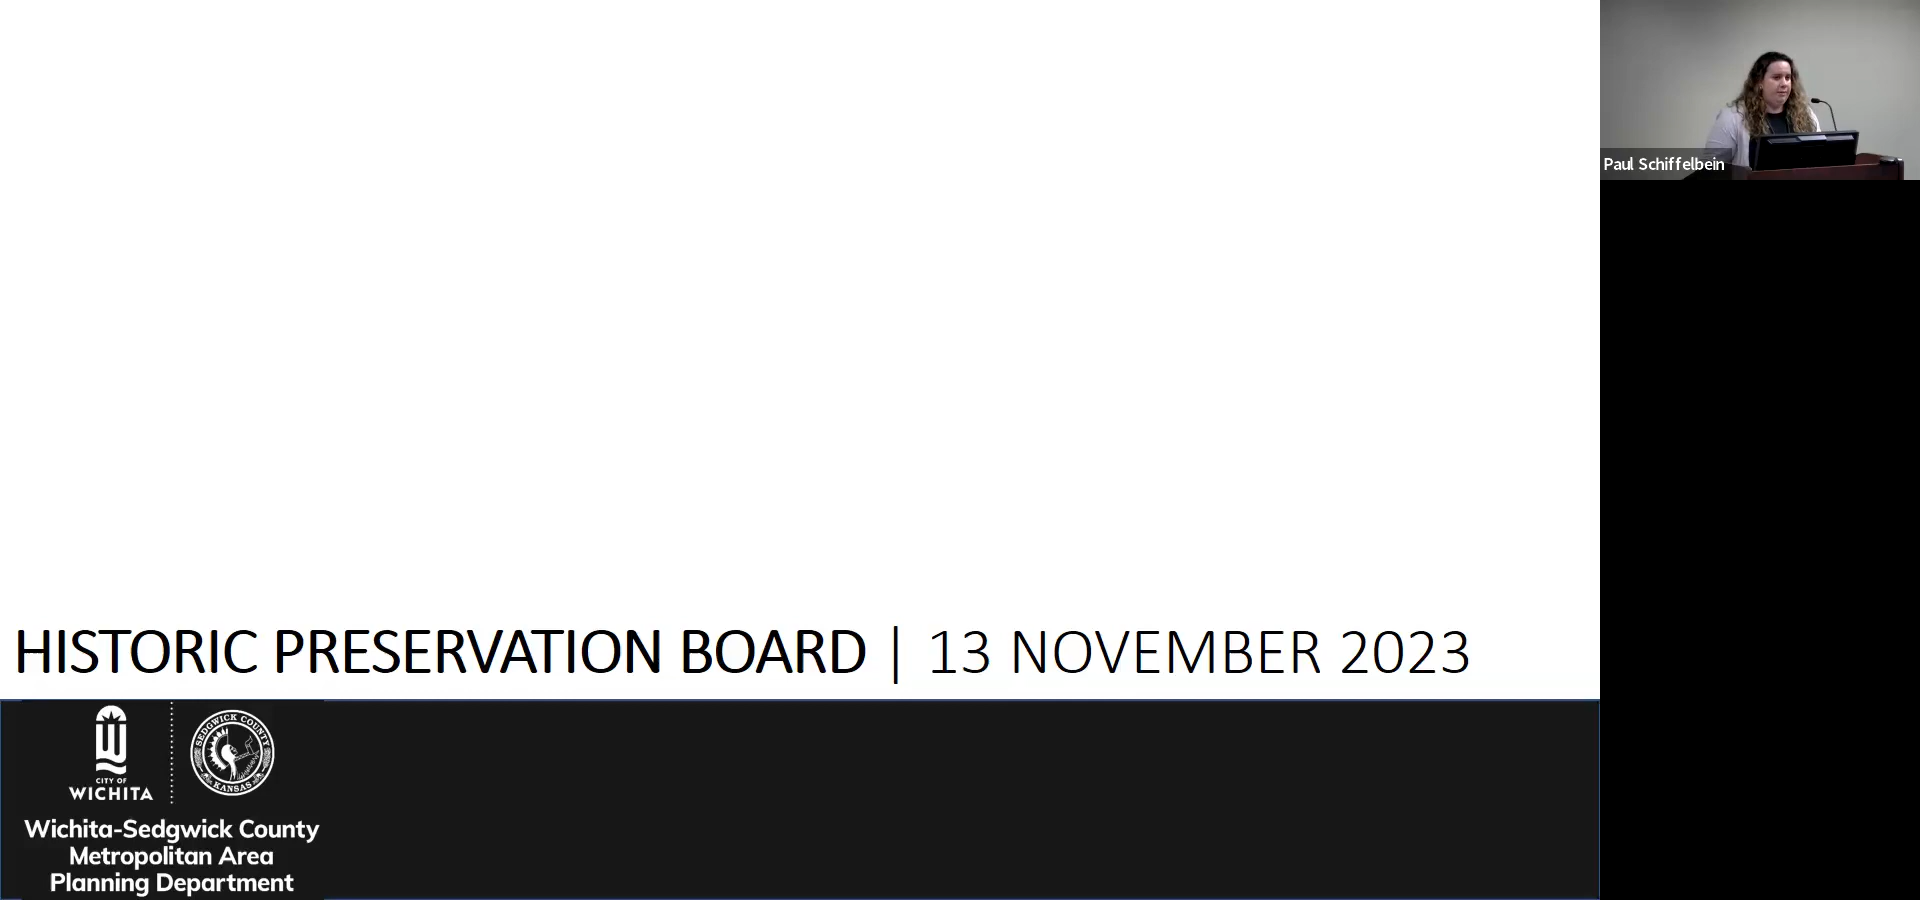 Paul Schiffelbein
HISTORIC PRESERVATION BOARD | 13 NOVEMBER 2023
CITY OF
WICHITA
SEDGWICK COUNTY
KANSAS
Wichita-Sedgwick County
Metropolitan Area
Planning Department